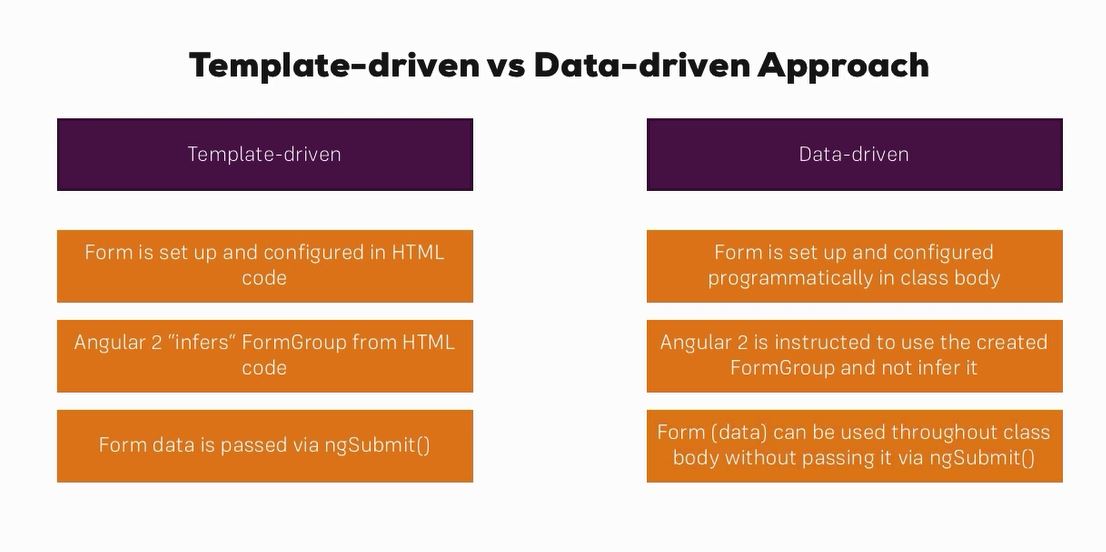 Template-driven vs Data-driven Approach
Template-driven
Form is set up and configured in HTML
code
Angular 2 “infers” FormGroup from HTML
code
Form data is passed via ngSubmit()
Data-driven
Form is set up and configured
programmatically in class body
Angular 2 is instructed to use the created
FormGroup and not infer it
Form (data) can be used throughout class
body without passing it via ngSubmit()